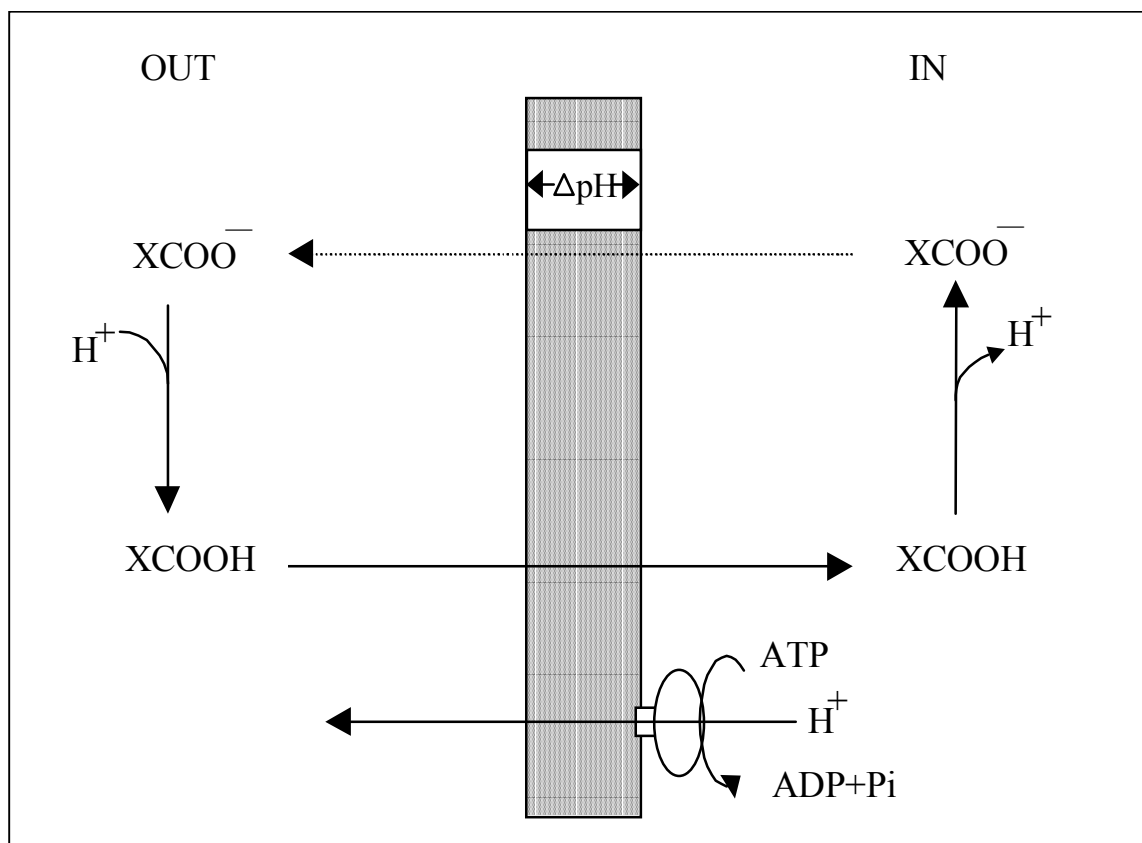 OUT IN
ΔpH
XCOO¯ XCOO¯
H⁺ H⁺
XCOOH XCOOH
ATP
H⁺
ADP+Pi